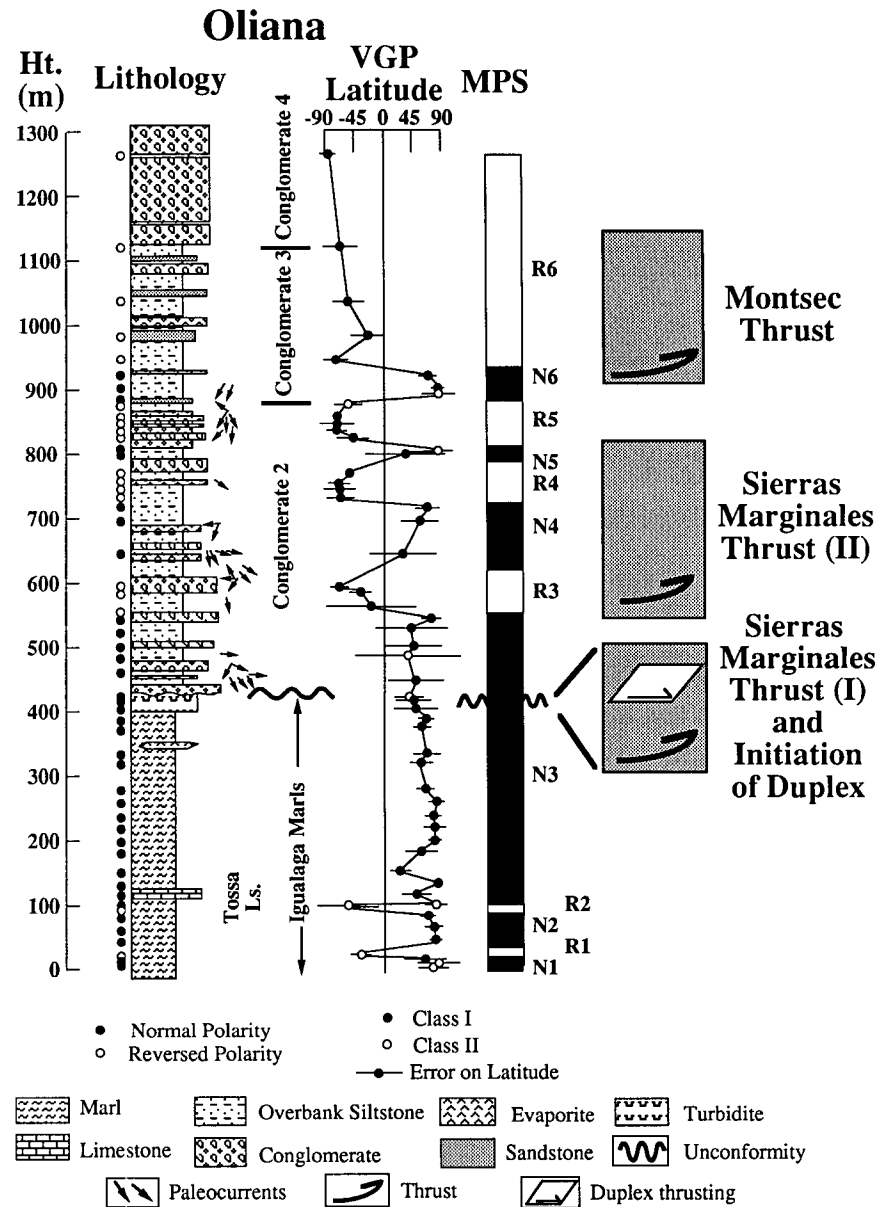 Oliana
Ht.
(m)
Lithology
VGP
Latitude
MPS
-90 -45 0 45 90
1300
1200
1100
1000
900
800
700
600
500
400
300
200
100
0
Conglomerate 4
Conglomerate 3
Conglomerate 2
Igualaga Marls
Tossa
Ls.
R6
N6
R5
N5
R4
N4
R3
N3
R2
N2
R1
N1
Montsec
Thrust
Sierras
Marginales
Thrust (II)
Sierras
Marginales
Thrust (I)
and
Initiation
of Duplex
Normal Polarity
Reversed Polarity
Class I
Class II
Error on Latitude
Marl
Overbank Siltstone
Evaporite
Turbidite
Limestone
Conglomerate
Sandstone
Unconformity
Paleocurrents
Thrust
Duplex thrusting